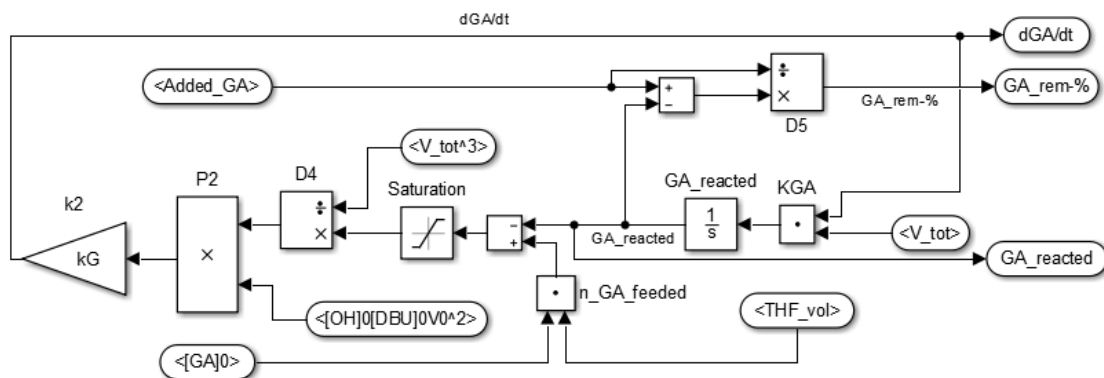 dGA/dt
dGA/dt
<Added_GA>
+
−
÷
×
D5
GA_rem-%
GA_rem-%
<V_tot^3>
P2
D4
Saturation
GA_reacted
KGA
k2
÷
×
−
+
1
s
·
<V_tot>
GA_reacted
kG
×
GA_reacted
·
n_GA_feeded
<[OH]0[DBU]0V0^2>
<THF_vol>
<[GA]0>